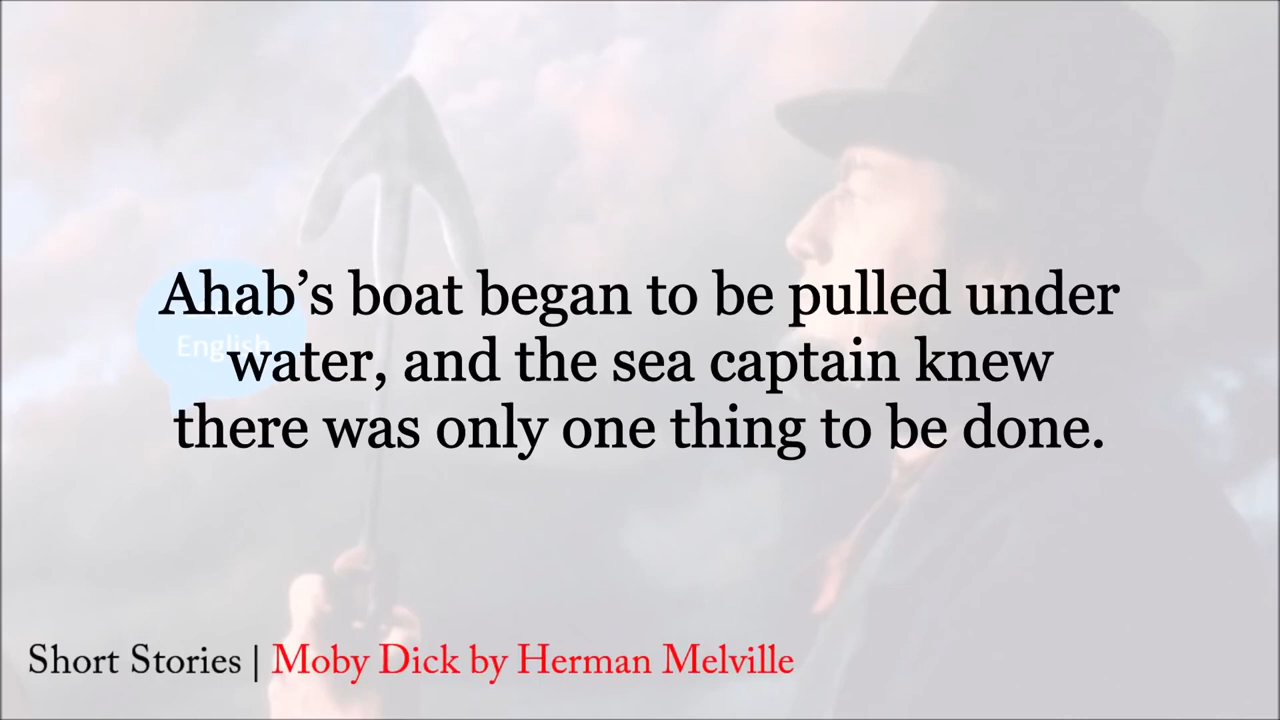 Ahab’s boat began to be pulled under
English
water, and the sea captain knew
there was only one thing to be done.
Short Stories | Moby Dick by Herman Melville